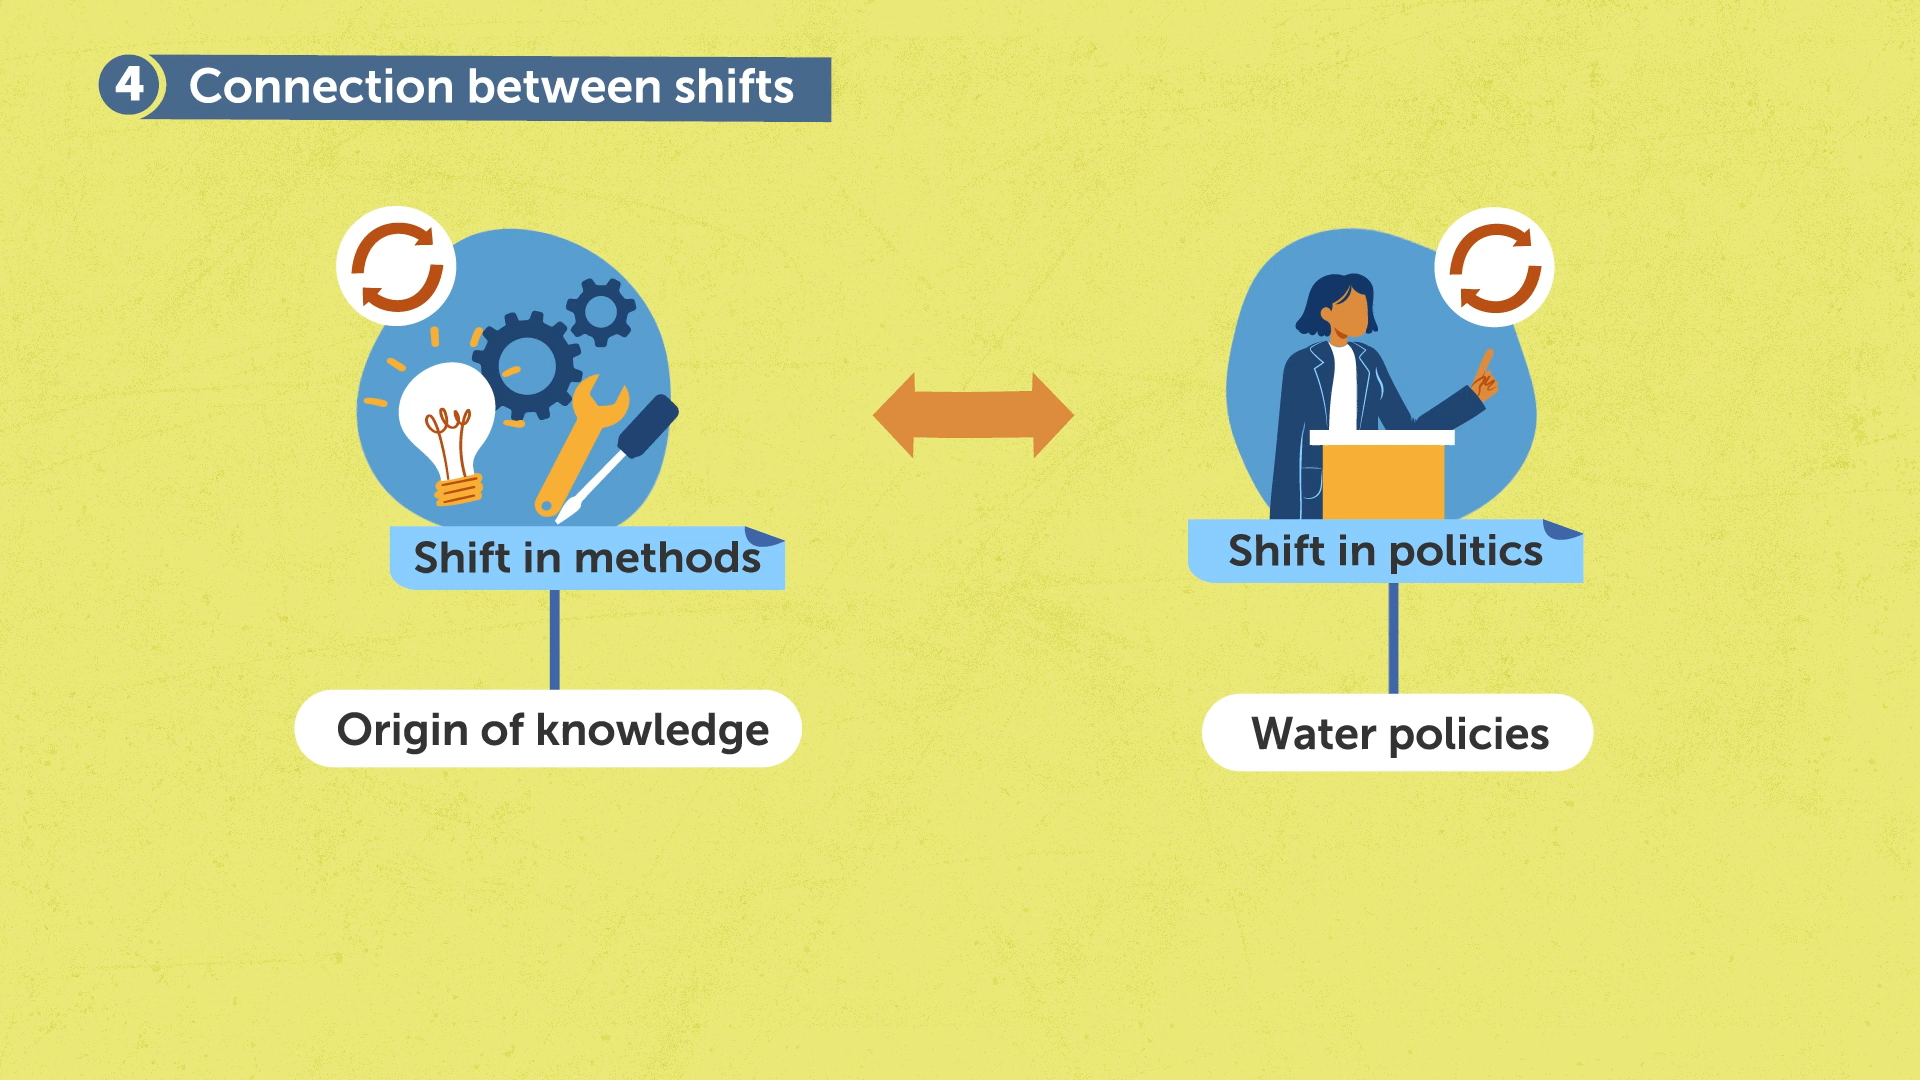 4 Connection between shifts
Shift in methods
Shift in politics
Origin of knowledge
Water policies